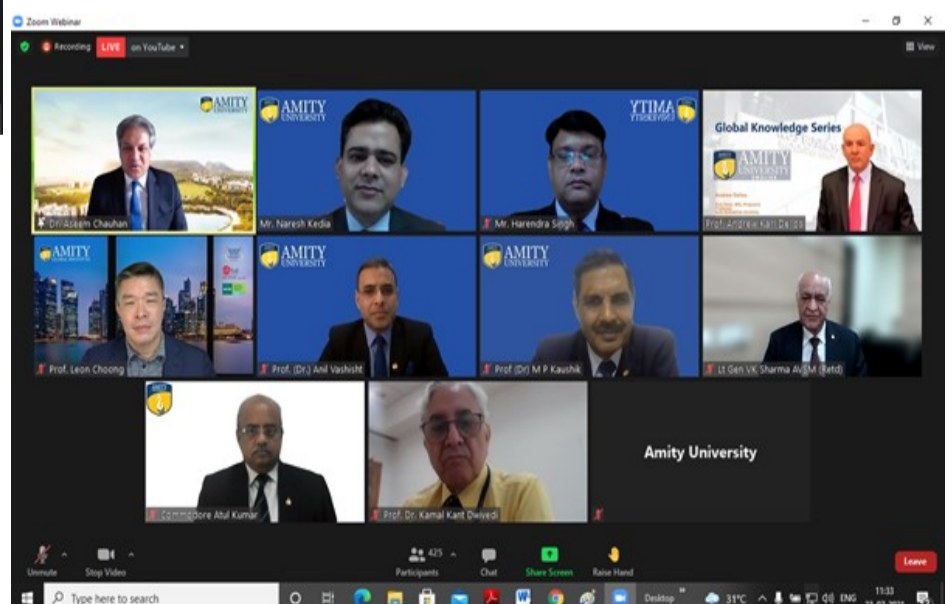 Zoom Webinar
Recording LIVE on YouTube
View
AMITY
UNIVERSITY
Dr. Aseem Chauhan
AMITY
UNIVERSITY
Mr. Naresh Kedia
AMITY
UNIVERSITY
Mr. Harendra Singh
Global Knowledge Series
AMITY
Prof. Andrew Karl Delios
AMITY
Prof. Leon Choong
AMITY
UNIVERSITY
Prof. (Dr.) Anil Vashisht
AMITY
UNIVERSITY
Prof (Dr) M P Kaushik
Lt Gen VK Sharma AVSM (Retd)
Commodore Atul Kumar
Prof. Dr. Kamal Kant Dwivedi
Amity University
Unmute
Stop Video
425
Participants
Chat
Share Screen
Raise Hand
Leave
Type here to search
Desktop
31°C
ENG
11:33